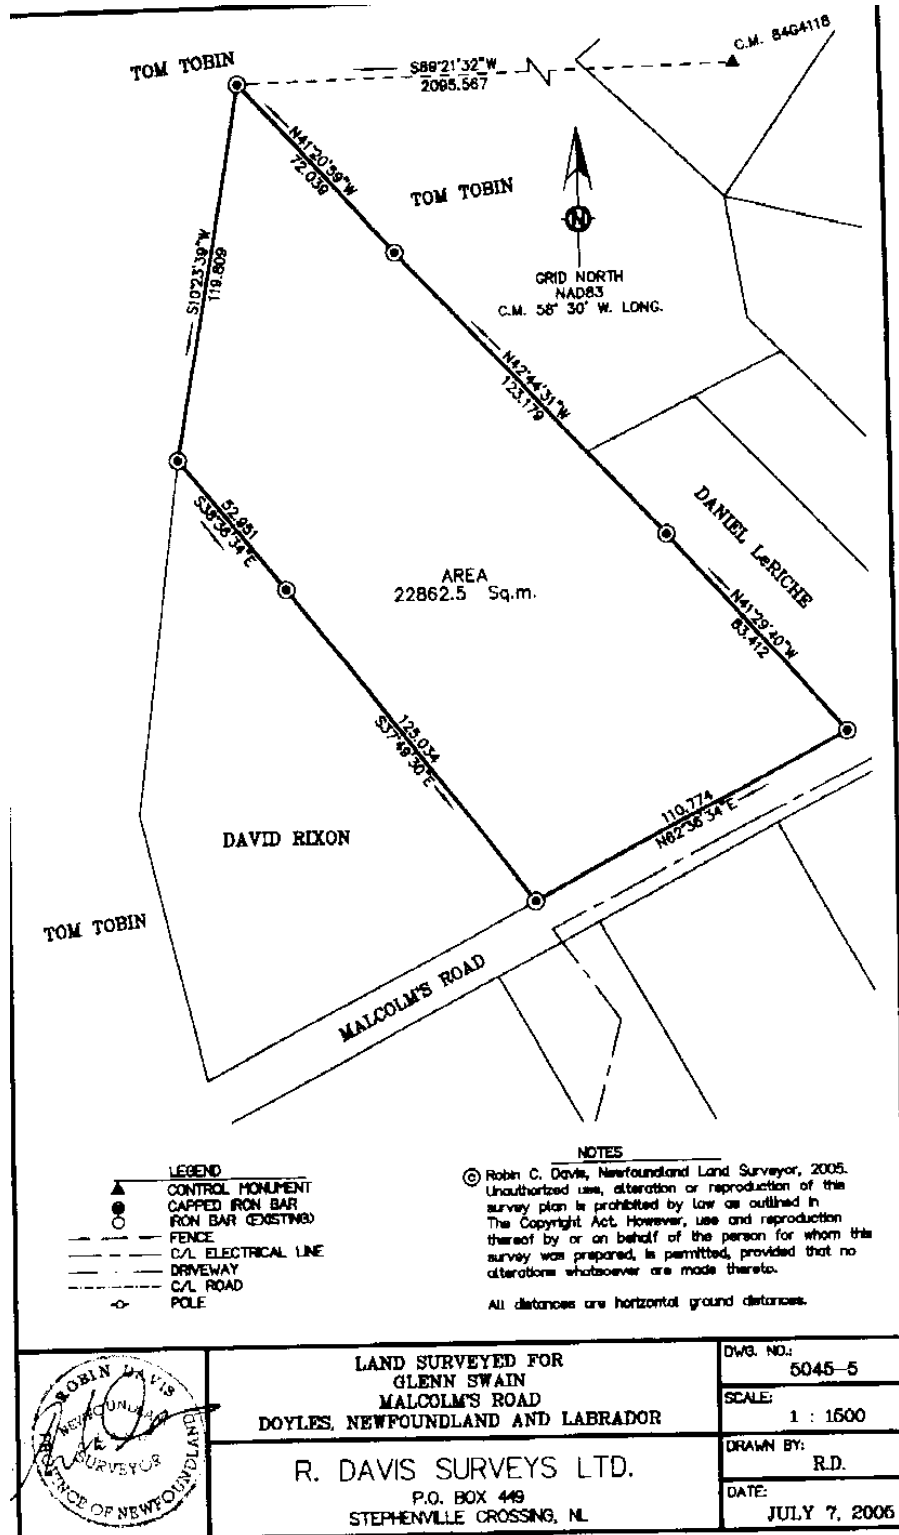 C.M. 84G4118
TOM TOBIN
S89°21'32"W
2095.567
N41°20'59"W
72.039
TOM TOBIN
N
GRID NORTH
NAD83
C.M. 58° 30' W. LONG.
S10°23'39"W
119.809
N42°44'31"W
123.179
DANIEL LeRICHE
52.951
S38°36'34"E
AREA
22862.5 Sq.m.
N41°29'40"W
83.412
125.034
S37°49'30"E
110.774
N62°36'34"E
DAVID RIXON
TOM TOBIN
MALCOLM'S ROAD
LEGEND
CONTROL MONUMENT
CAPPED IRON BAR
IRON BAR (EXISTING)
FENCE
C/L ELECTRICAL LINE
DRIVEWAY
C/L ROAD
POLE
NOTES
© Robin C. Davis, Newfoundland Land Surveyor, 2005.
Unauthorized use, alteration or reproduction of this
survey plan is prohibited by law as outlined in
The Copyright Act. However, use and reproduction
thereof by or on behalf of the person for whom this
survey was prepared, is permitted, provided that no
alterations whatsoever are made thereto.
All distances are horizontal ground distances.
ROBIN DAVIS
NEWFOUNDLAND
SURVEYOR
PROVINCE OF NEWFOUNDLAND
LAND SURVEYED FOR
GLENN SWAIN
MALCOLM'S ROAD
DOYLES, NEWFOUNDLAND AND LABRADOR
R. DAVIS SURVEYS LTD.
P.O. BOX 449
STEPHENVILLE CROSSING, NL
DWG. NO.:
5045-5
SCALE:
1 : 1500
DRAWN BY:
R.D.
DATE:
JULY 7, 2005